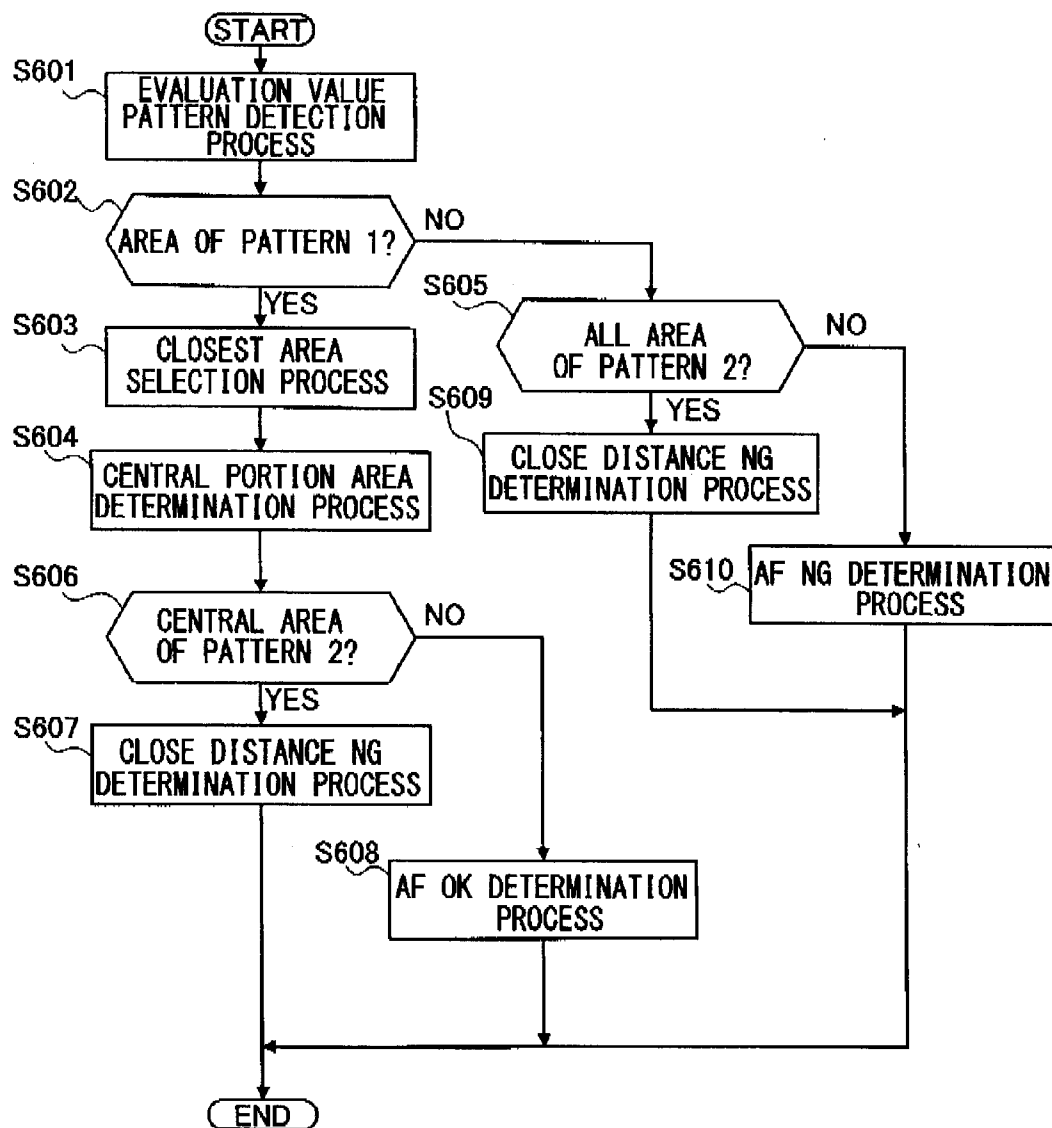 START
S601
EVALUATION VALUE
PATTERN DETECTION
PROCESS
S602
AREA OF PATTERN 1?
NO
YES
S603
CLOSEST AREA
SELECTION PROCESS
S604
CENTRAL PORTION AREA
DETERMINATION PROCESS
S605
ALL AREA
OF PATTERN 2?
NO
YES
S609
CLOSE DISTANCE NG
DETERMINATION PROCESS
S610
AF NG DETERMINATION
PROCESS
S606
CENTRAL AREA
OF PATTERN 2?
NO
YES
S607
CLOSE DISTANCE NG
DETERMINATION PROCESS
S608
AF OK DETERMINATION
PROCESS
END